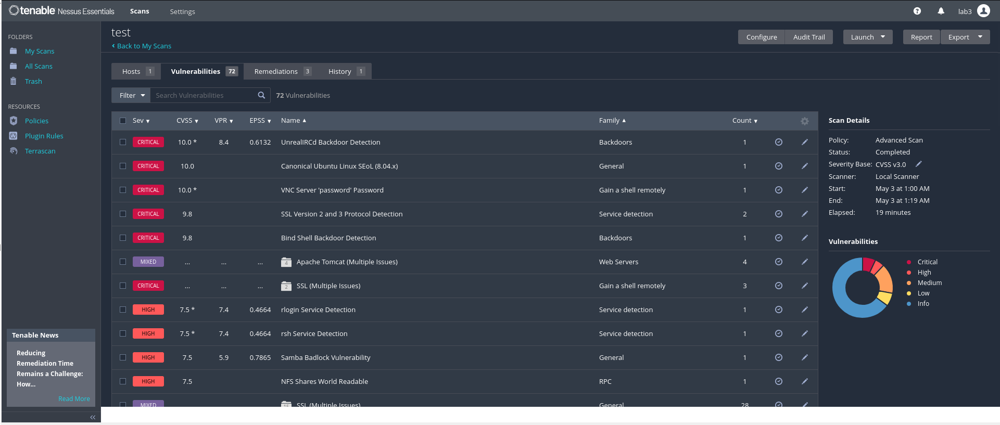 tenable Nessus Essentials Scans Settings ? lab3
FOLDERS
My Scans
All Scans
Trash
RESOURCES
Policies
Plugin Rules
Terrascan
Tenable News
Reducing
Remediation Time
Remains a Challenge:
How...
Read More
test
Back to My Scans
Configure Audit Trail Launch Report Export
Hosts 1 Vulnerabilities 72 Remediations 3 History 1
Filter Search Vulnerabilities 72 Vulnerabilities
Sev CVSS VPR EPSS Name Family Count
CRITICAL 10.0 * 8.4 0.6132 UnrealIRCd Backdoor Detection Backdoors 1
CRITICAL 10.0 Canonical Ubuntu Linux SEoL (8.04.x) General 1
CRITICAL 10.0 * VNC Server 'password' Password Gain a shell remotely 1
CRITICAL 9.8 SSL Version 2 and 3 Protocol Detection Service detection 2
CRITICAL 9.8 Bind Shell Backdoor Detection Backdoors 1
MIXED ... ... ... 4 Apache Tomcat (Multiple Issues) Web Servers 4
CRITICAL ... ... ... 2 SSL (Multiple Issues) Gain a shell remotely 3
HIGH 7.5 * 7.4 0.4664 rlogin Service Detection Service detection 1
HIGH 7.5 * 7.4 0.4664 rsh Service Detection Service detection 1
HIGH 7.5 5.9 0.7865 Samba Badlock Vulnerability General 1
HIGH 7.5 NFS Shares World Readable RPC 1
MIXED 15 SSL (Multiple Issues) General 28
Scan Details
Policy: Advanced Scan
Status: Completed
Severity Base: CVSS v3.0
Scanner: Local Scanner
Start: May 3 at 1:00 AM
End: May 3 at 1:19 AM
Elapsed: 19 minutes
Vulnerabilities
Critical
High
Medium
Low
Info